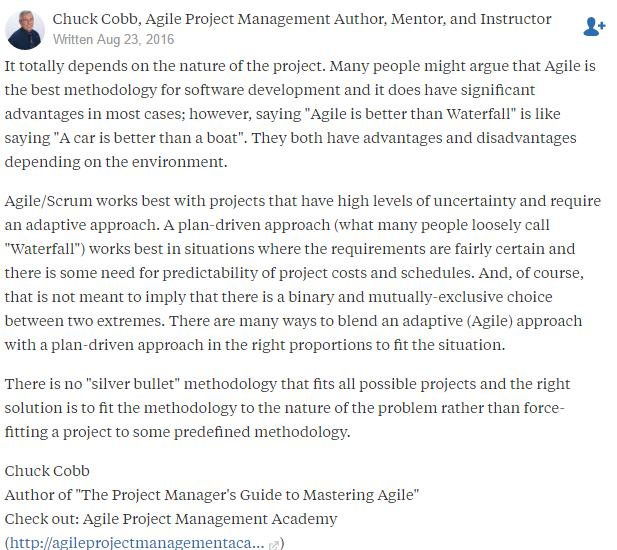 Chuck Cobb, Agile Project Management Author, Mentor, and Instructor
Written Aug 23, 2016
It totally depends on the nature of the project. Many people might argue that Agile is
the best methodology for software development and it does have significant
advantages in most cases; however, saying "Agile is better than Waterfall" is like
saying "A car is better than a boat". They both have advantages and disadvantages
depending on the environment.
Agile/Scrum works best with projects that have high levels of uncertainty and require
an adaptive approach. A plan-driven approach (what many people loosely call
"Waterfall") works best in situations where the requirements are fairly certain and
there is some need for predictability of project costs and schedules. And, of course,
that is not meant to imply that there is a binary and mutually-exclusive choice
between two extremes. There are many ways to blend an adaptive (Agile) approach
with a plan-driven approach in the right proportions to fit the situation.
There is no "silver bullet" methodology that fits all possible projects and the right
solution is to fit the methodology to the nature of the problem rather than force-
fitting a project to some predefined methodology.
Chuck Cobb
Author of "The Project Manager's Guide to Mastering Agile"
Check out: Agile Project Management Academy
(http://agileprojectmanagementaca... )